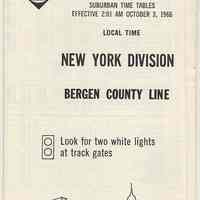 SUBURBAN TIME TABLES
EFFECTIVE 2:01 AM OCTOBER 3, 1966
LOCAL TIME
NEW YORK DIVISION
BERGEN COUNTY LINE
Look for two white lights
at track gates